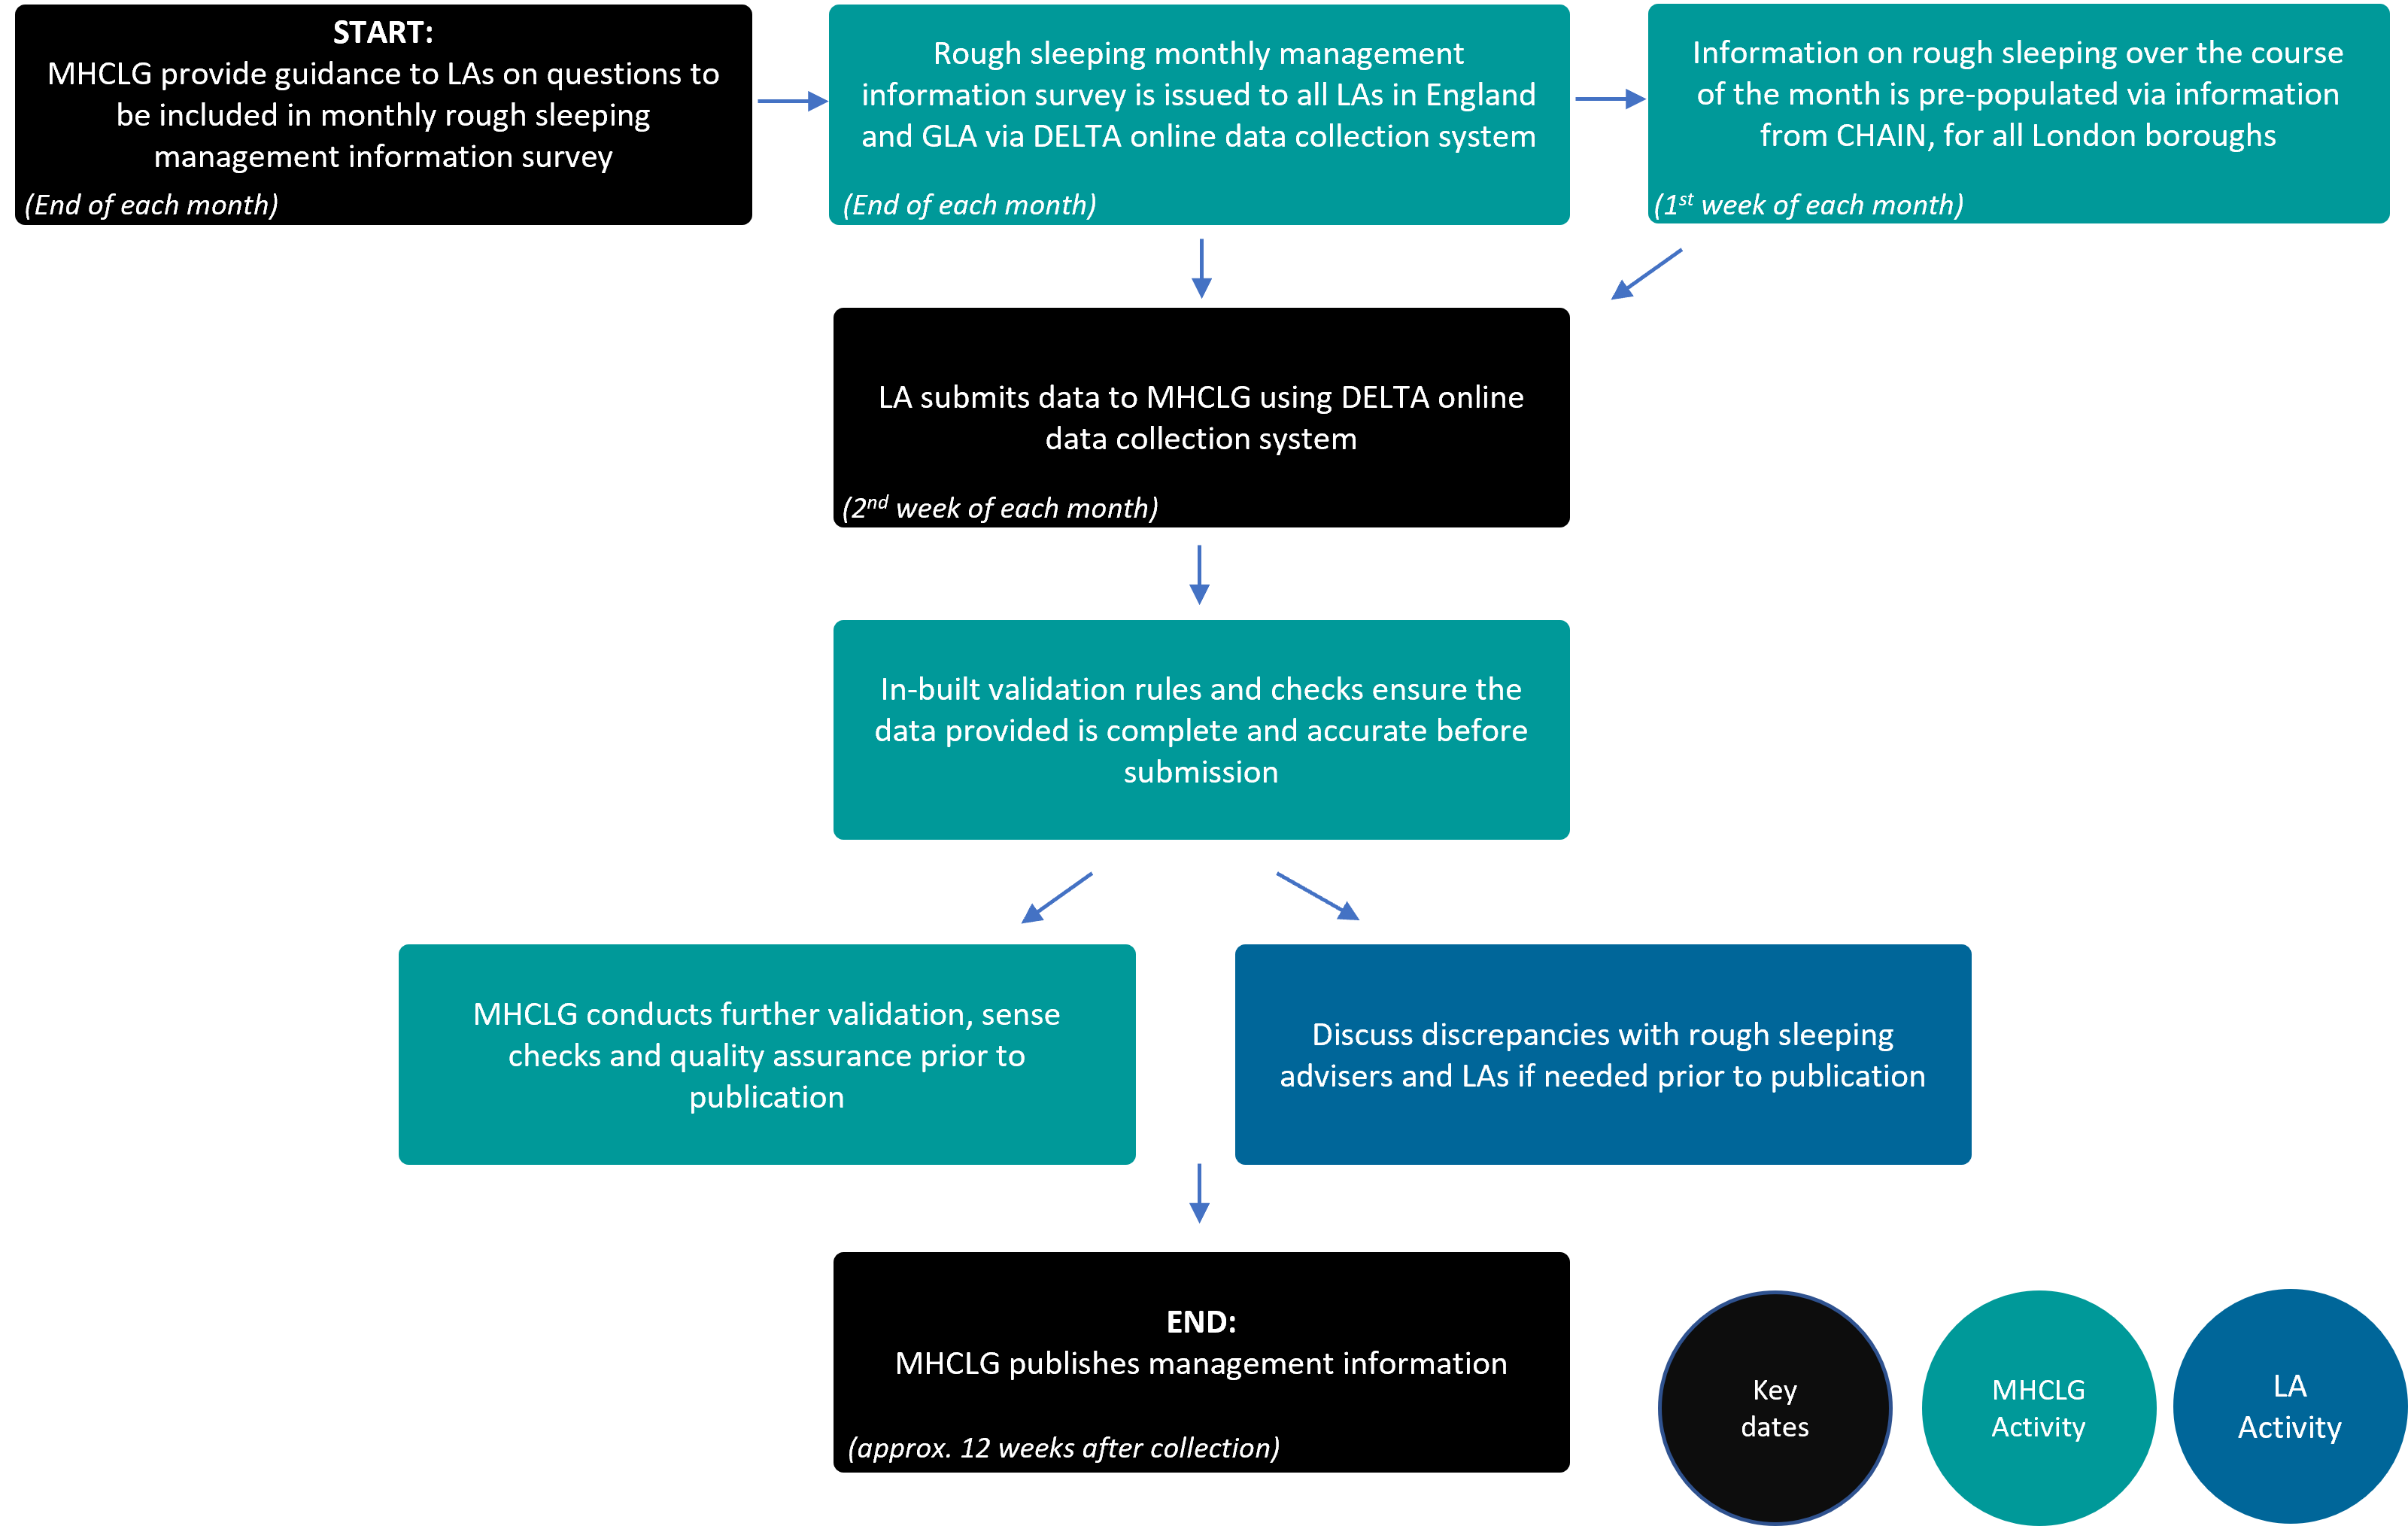 START:
MHCLG provide guidance to LAs on questions to
be included in monthly rough sleeping
management information survey
(End of each month)
Rough sleeping monthly management
information survey is issued to all LAs in England
and GLA via DELTA online data collection system
(End of each month)
Information on rough sleeping over the course
of the month is pre-populated via information
from CHAIN, for all London boroughs
(1st week of each month)
LA submits data to MHCLG using DELTA online
data collection system
(2nd week of each month)
In-built validation rules and checks ensure the
data provided is complete and accurate before
submission
MHCLG conducts further validation, sense
checks and quality assurance prior to
publication
Discuss discrepancies with rough sleeping
advisers and LAs if needed prior to publication
END:
MHCLG publishes management information
(approx. 12 weeks after collection)
Key
dates
MHCLG
Activity
LA
Activity